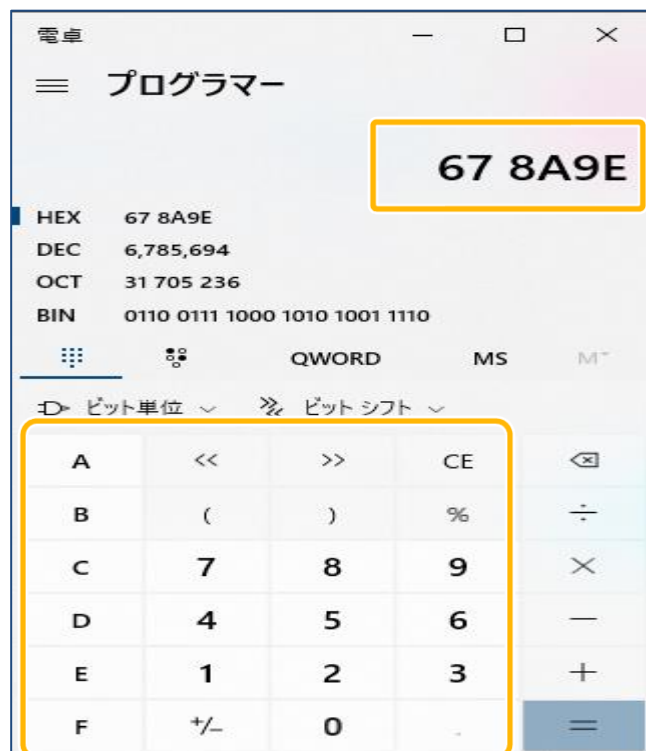 電卓
プログラマー
67 8A9E
HEX 67 8A9E
DEC 6,785,694
OCT 31 705 236
BIN 0110 0111 1000 1010 1001 1110
QWORD MS M˅
ビット単位 ビット シフト
A << >> CE
B ( ) % ÷
C 7 8 9 ×
D 4 5 6 −
E 1 2 3 +
F +/− 0 . =